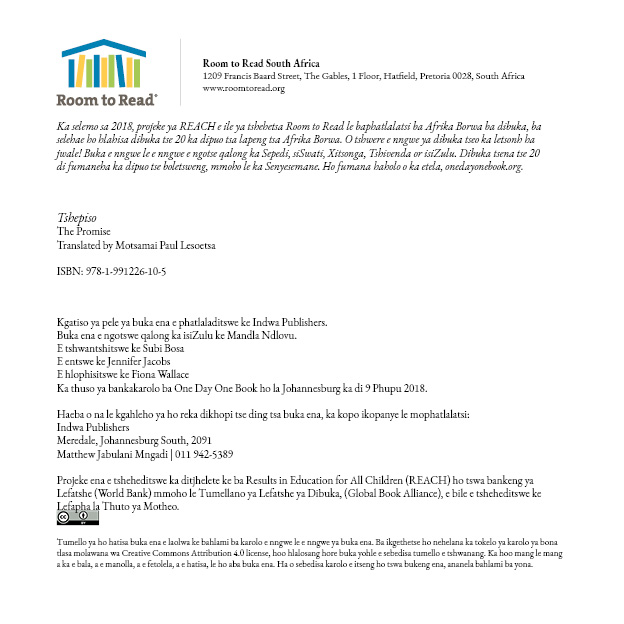 Room to Read®
Room to Read South Africa
1209 Francis Baard Street, The Gables, 1 Floor, Hatfield, Pretoria 0028, South Africa
www.roomtoread.org
Ka selemo sa 2018, projeke ya REACH e ile ya tshehetsa Room to Read le baphatlalatsi ba Afrika Borwa ba dibuka, ba
selehae ho hlahisa dibuka tse 20 ka dipuo tsa lapeng tsa Afrika Borwa. O tshwere e nngwe ya dibuka tseo ka letsonh ba
jwale! Buka e nngwe le e nngwe e ngotse qalong ka Sepedi, siSwati, Xitsonga, Tshivenda or isiZulu. Dibuka tsena tse 20
di fumaneha ka dipuo tse boletsweng, mmoho le ka Senyesemane. Ho fumana haholo o ka etela, onedayonebook.org.
Tshepiso
The Promise
Translated by Motsamai Paul Lesoetsa
ISBN: 978-1-991226-10-5
Kgatiso ya pele ya buka ena e phatlaladitswe ke Indwa Publishers.
Buka ena e ngotswe qalong ka isiZulu ke Mandla Ndlovu.
E tshwantshitswe ke Subi Bosa
E entswe ke Jennifer Jacobs
E hlophisitswe ke Fiona Wallace
Ka thuso ya bankakarolo ba One Day One Book ho la Johannesburg ka di 9 Phupu 2018.
Haeba o na le kgahleho ya ho reka dikhopi tse ding tsa buka ena, ka kopo ikopanye le mophatlalatsi:
Indwa Publishers
Meredale, Johannesburg South, 2091
Matthew Jabulani Mngadi | 011 942-5389
Projeke ena e tsheheditswe ka ditjhelete ke ba Results in Education for All Children (REACH) ho tswa bankeng ya
Lefatshe (World Bank) mmoho le Tumellano ya Lefatshe ya Dibuka, (Global Book Alliance), e bile e tsheheditswe ke
Lefapha la Thuto ya Motheo.
cc BY
Tumello ya ho hatisa buka ena e laolwa ke bahlami ba karolo e nngwe le e nngwe ya buka ena. Ba ikgethetse ho nehelana ka tokelo ya karolo ya bona
tlasa molawana wa Creative Commons Attribution 4.0 license, hoo hlalosang hore buka yohle e sebedisa tumello e tshwanang. Ka hoo mang le mang
a ka e bala, a e manolla, a e fetolela, a e hatisa, le ho aba buka ena. Ha o sebedisa karolo e itseng ho tswa bukeng ena, ananela bahlami ba yona.